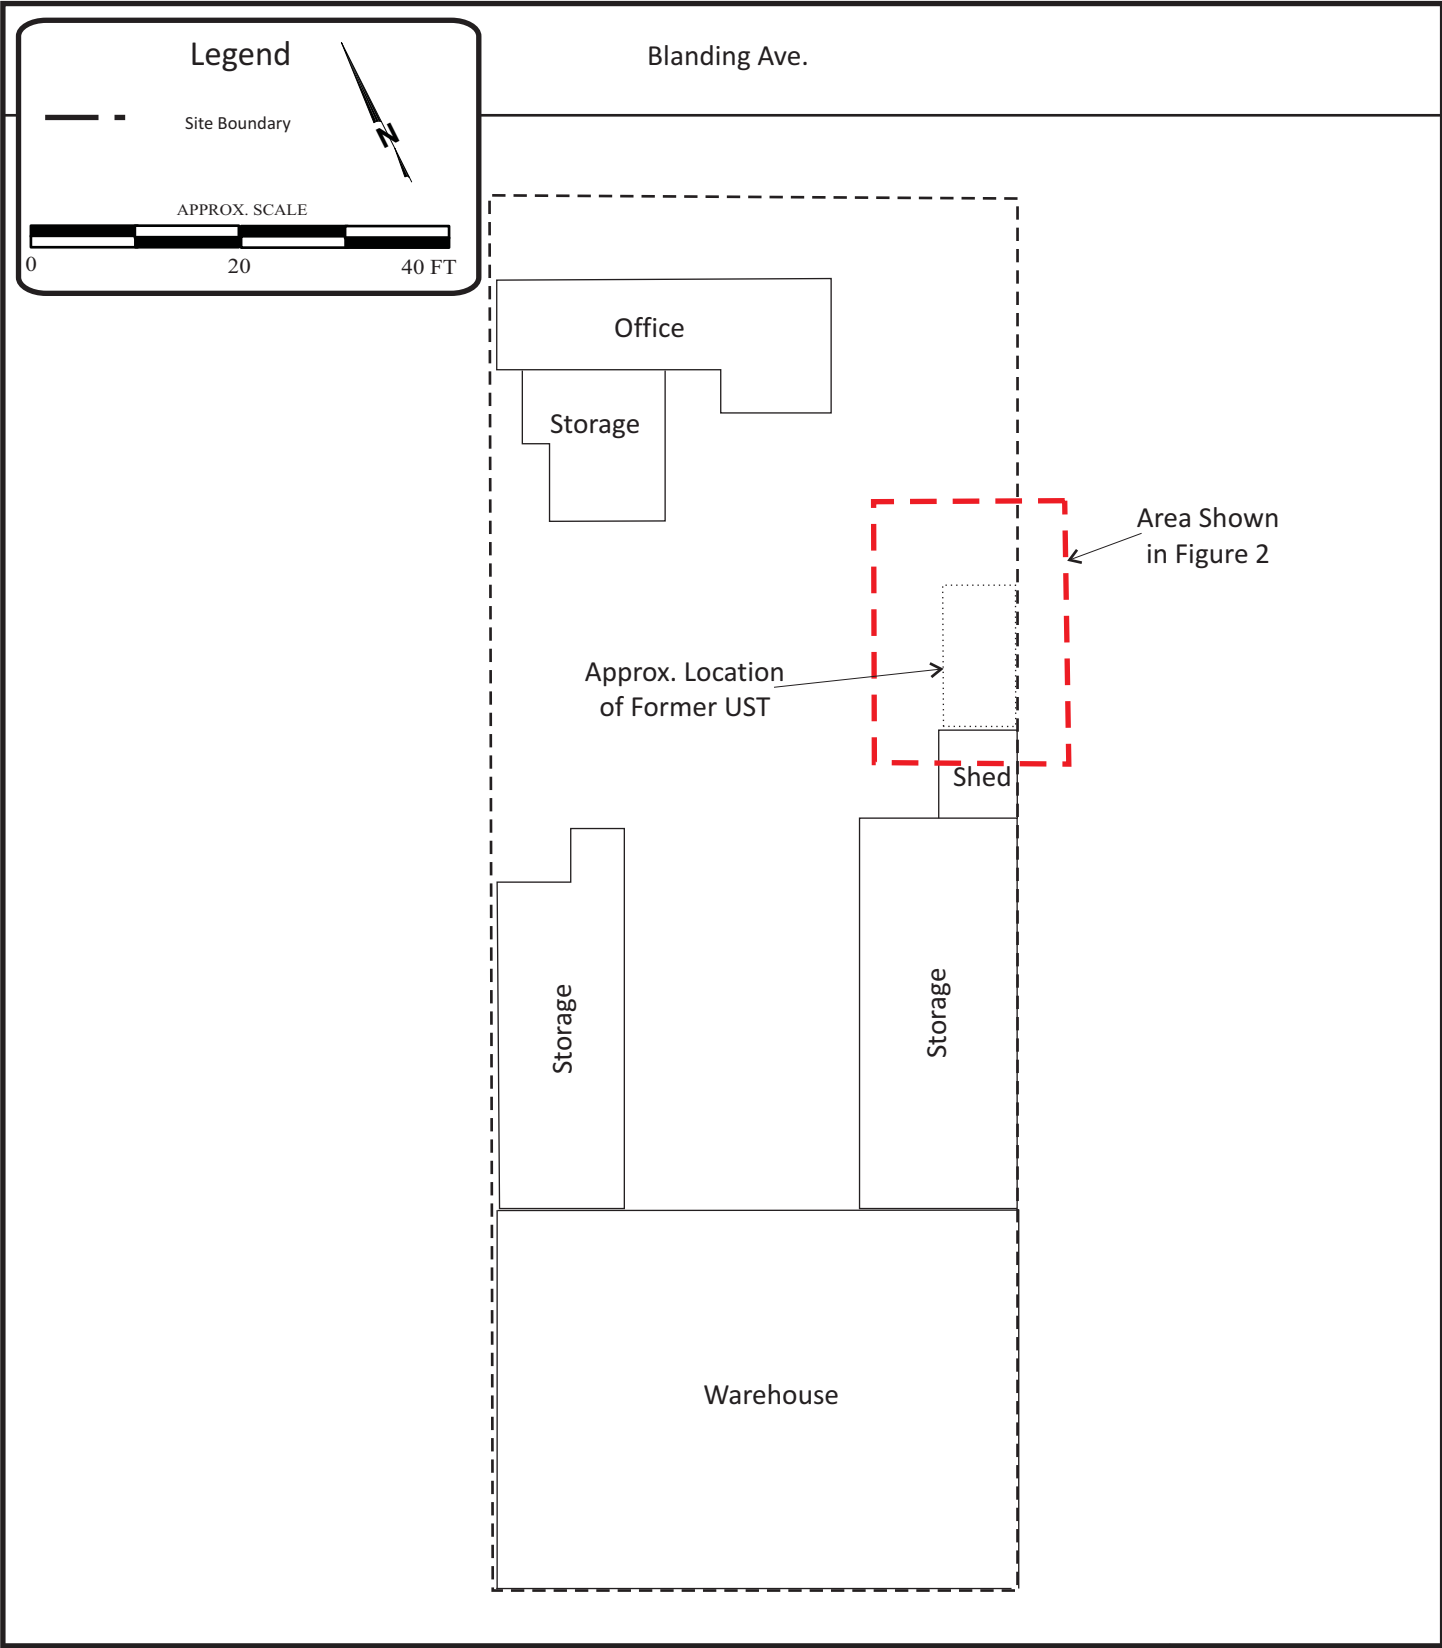 Legend
Blanding Ave.
N
Site Boundary
APPROX. SCALE
0 20 40 FT
Office
Storage
Area Shown
in Figure 2
Approx. Location
of Former UST
Shed
Storage
Storage
Warehouse